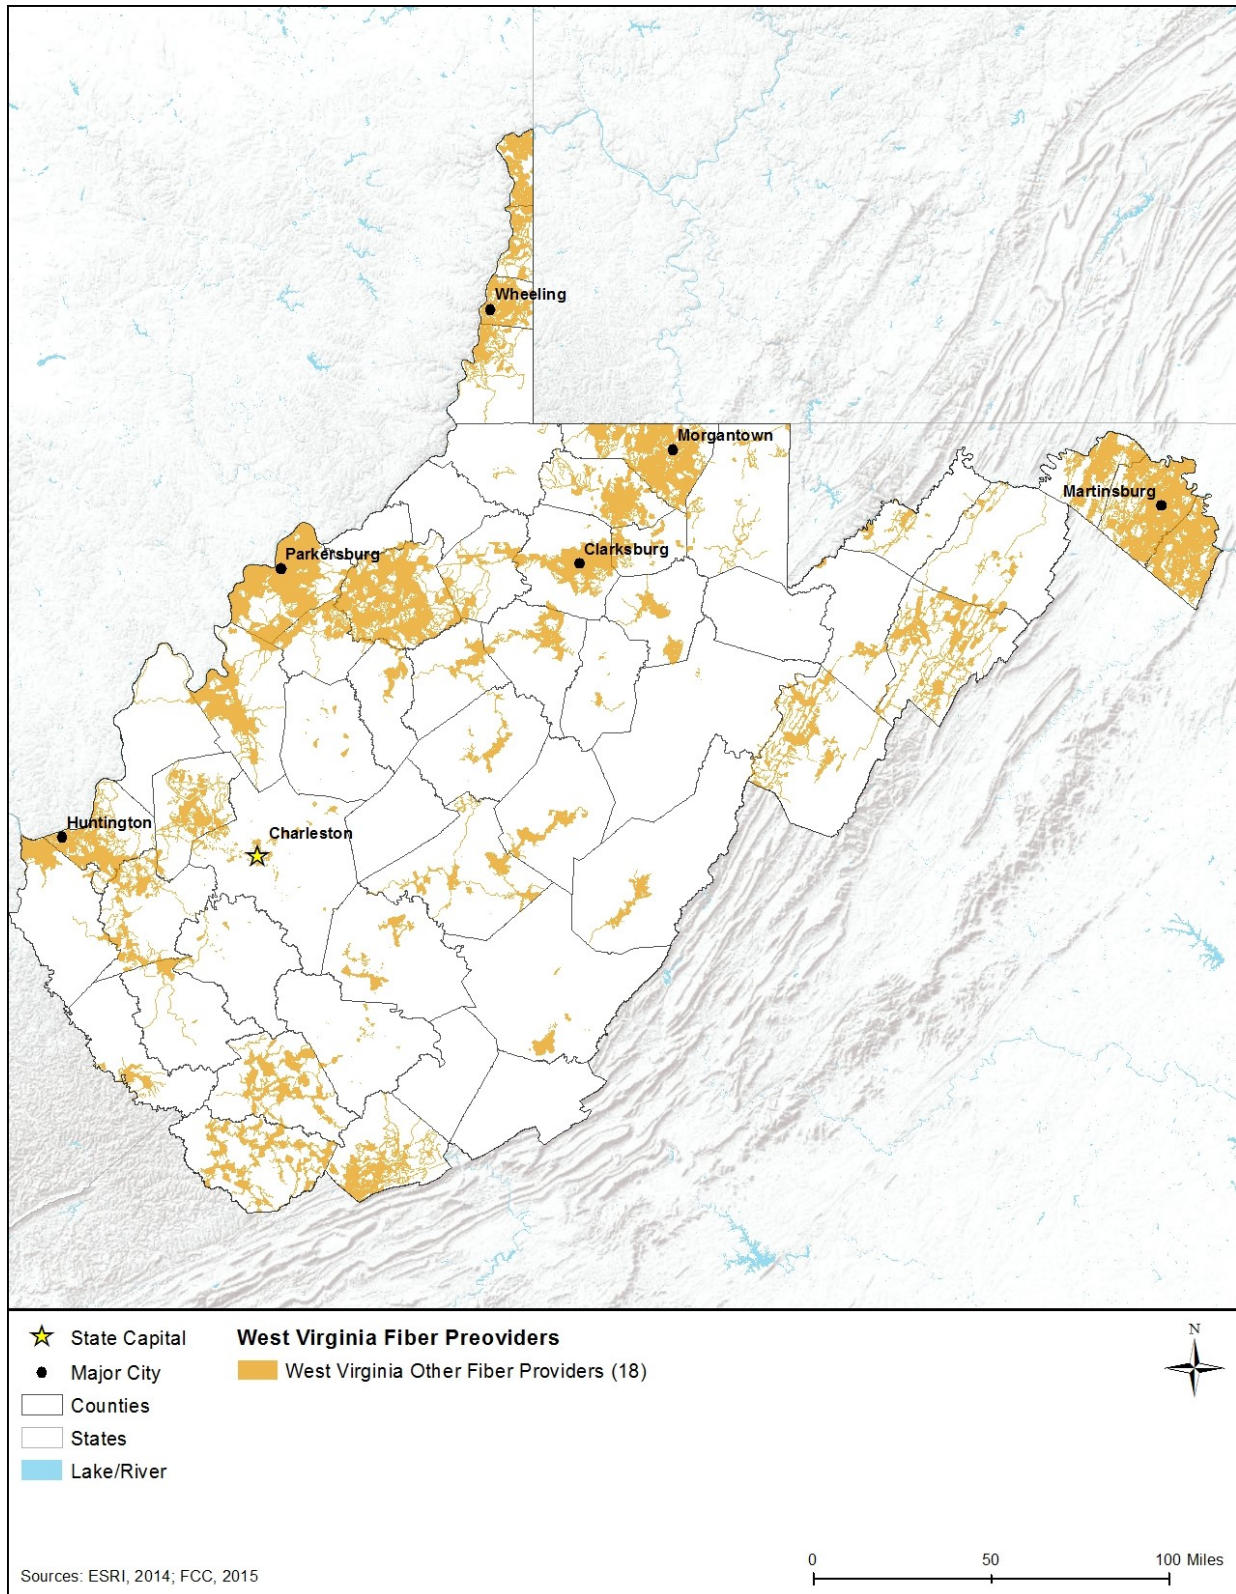 Wheeling
Morgantown
Martinsburg
Parkersburg
Clarksburg
Huntington
Charleston
State Capital
West Virginia Fiber Preoviders
Major City
West Virginia Other Fiber Providers (18)
Counties
States
Lake/River
N
0 50 100 Miles
Sources: ESRI, 2014; FCC, 2015